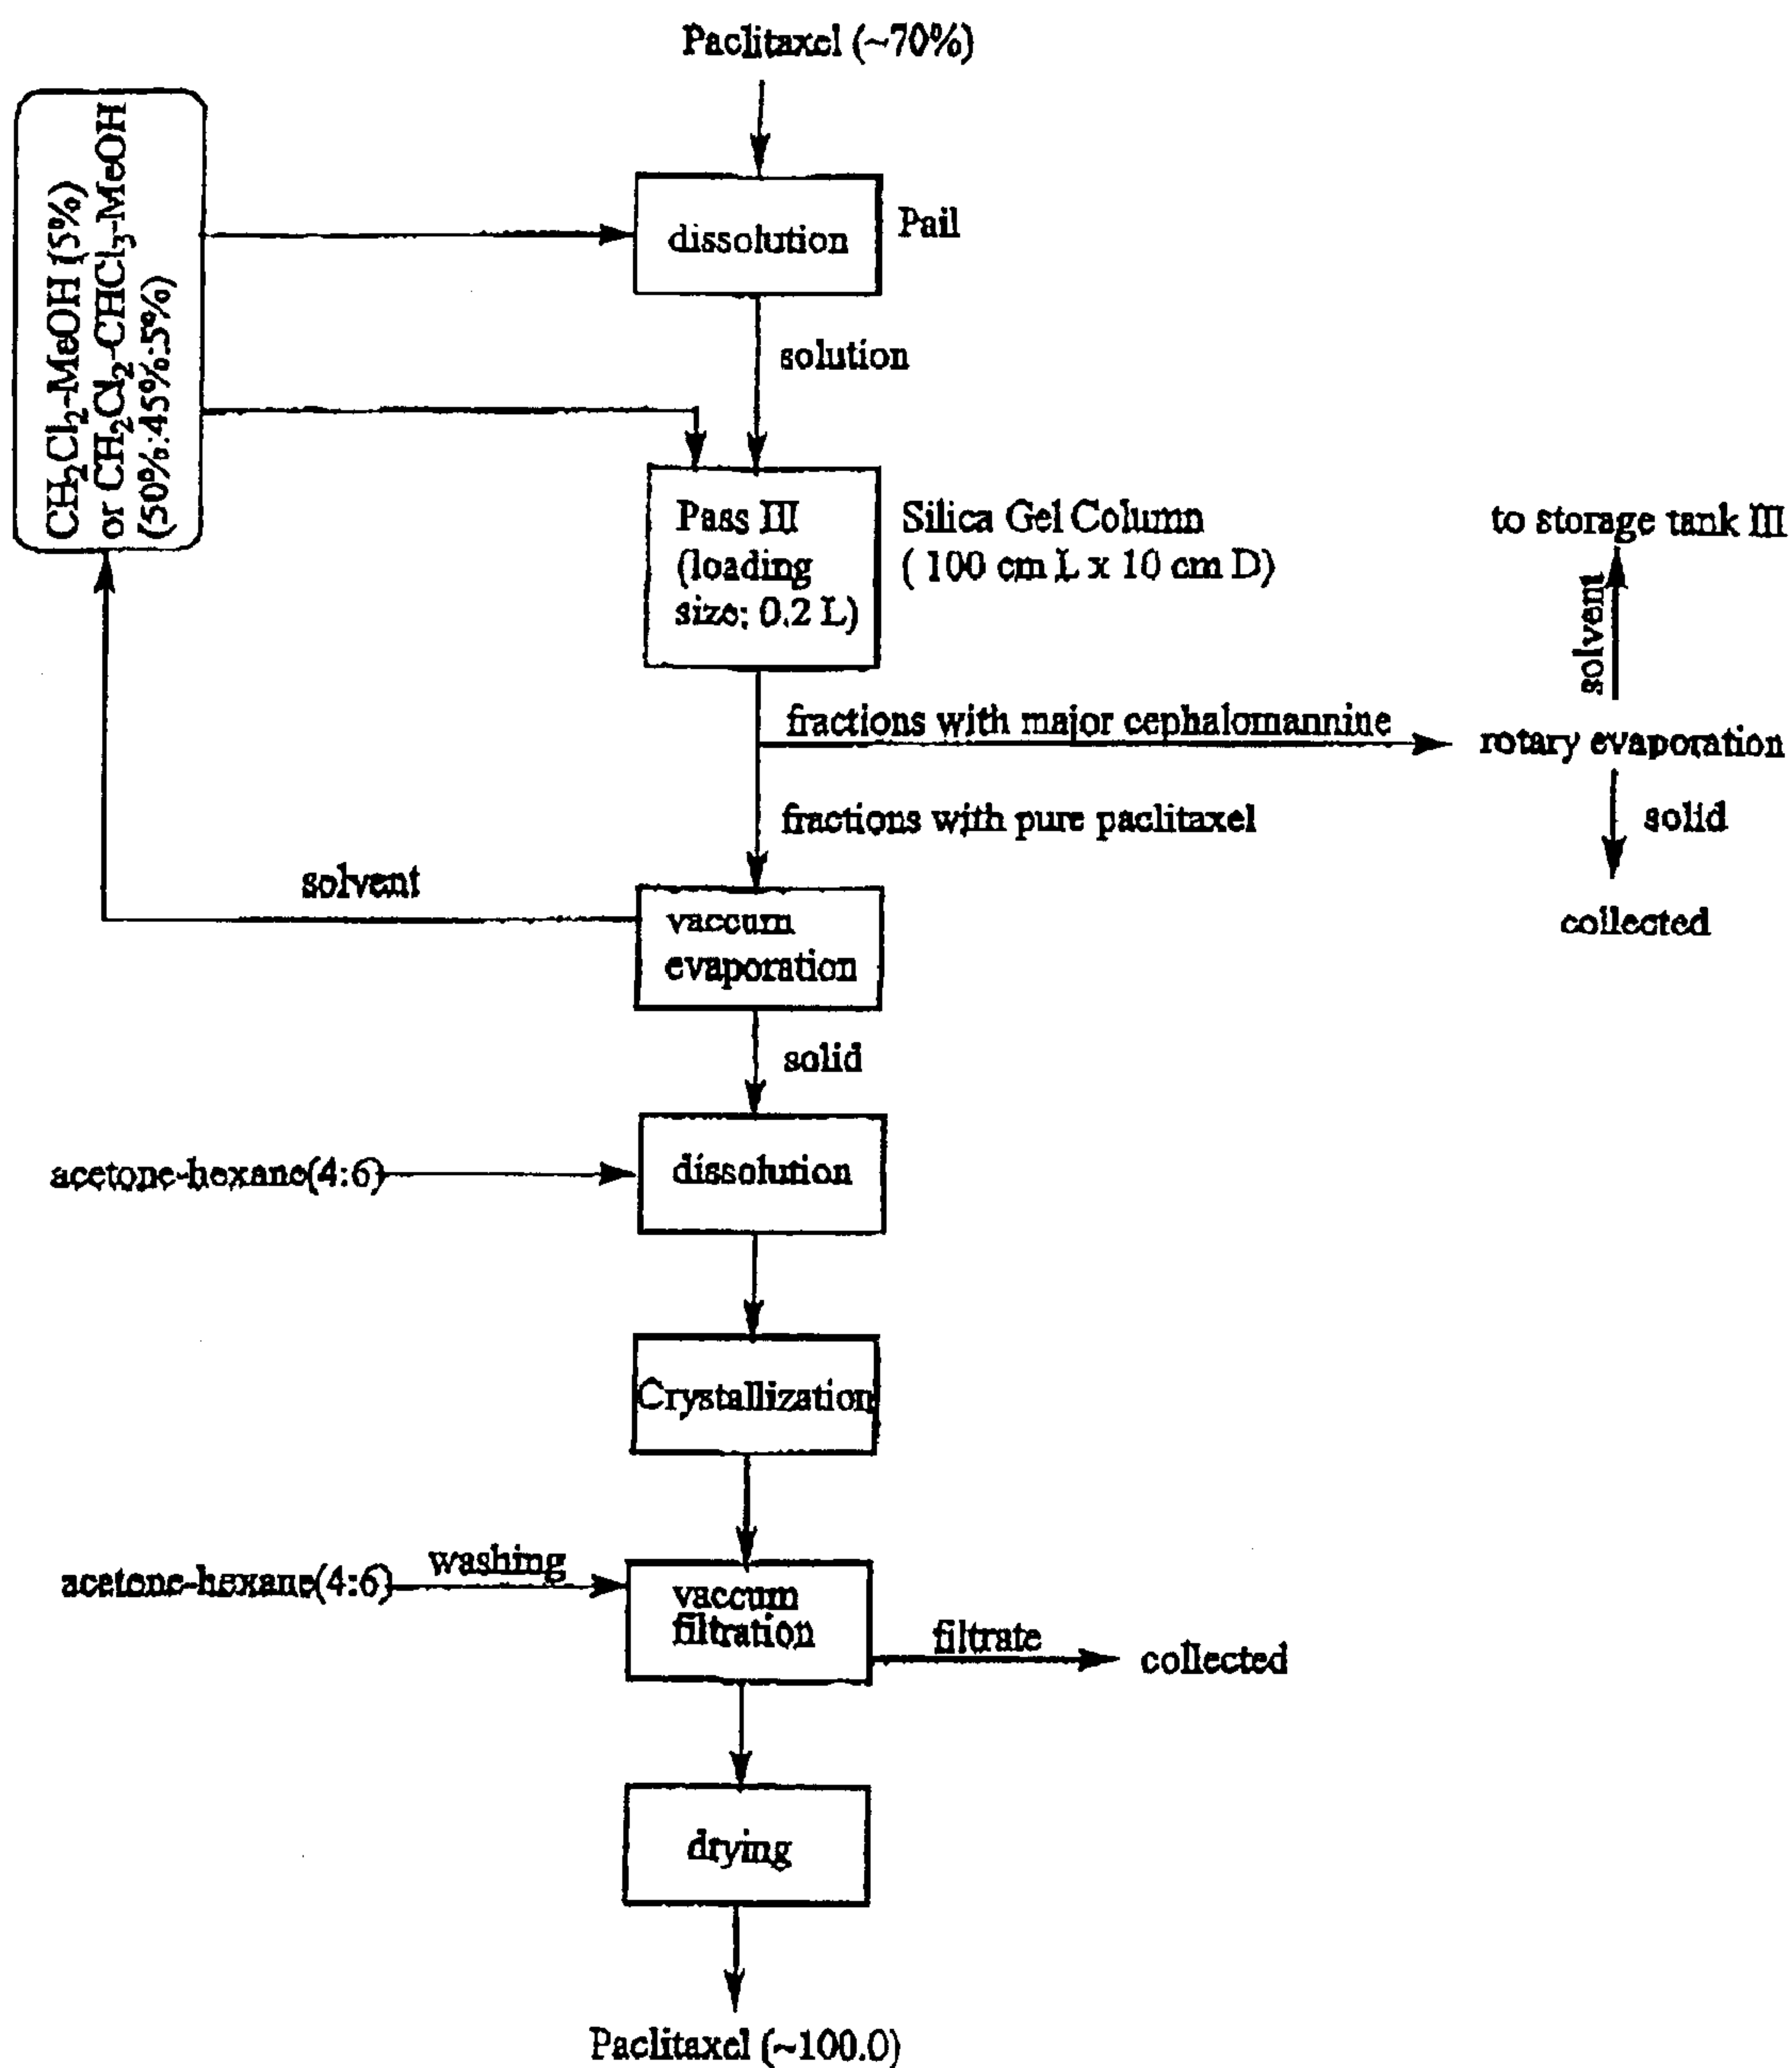 Paclitaxel (~70%)
CH₂Cl₂-MeOH (5%)
or CH₂Cl₂-CHCl₃-MeOH
(50%:45%:5%)
dissolution
Pail
solution
Pass III
(loading
size; 0.2 L)
Silica Gel Column
( 100 cm L x 10 cm D)
to storage tank III
solvent
fractions with major cephalomannine
rotary evaporation
fractions with pure paclitaxel
solid
collected
solvent
vaccum
evaporation
solid
acetone-hexane(4:6)
dissolution
Crystallization
acetone-hexane(4:6)
washing
vaccum
filtration
filtrate
collected
drying
Paclitaxel (~100.0)